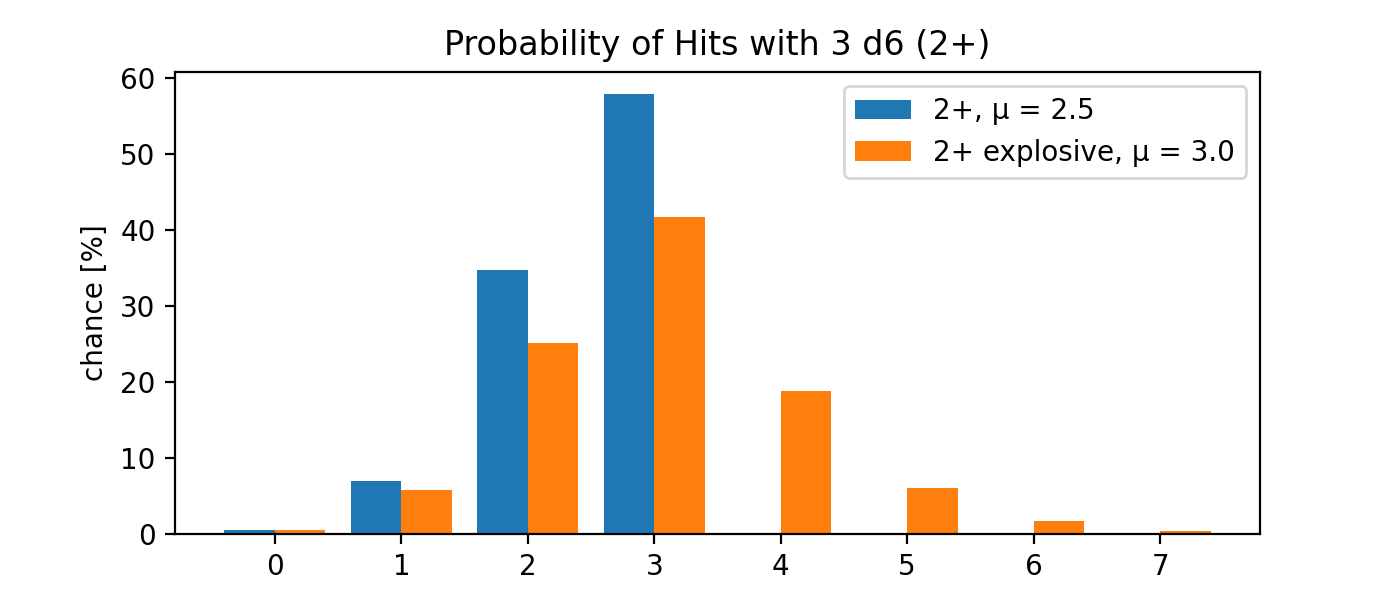 Probability of Hits with 3 d6 (2+)
60
50
40
30
20
10
0
chance [%]
2+, μ = 2.5
2+ explosive, μ = 3.0
0 1 2 3 4 5 6 7